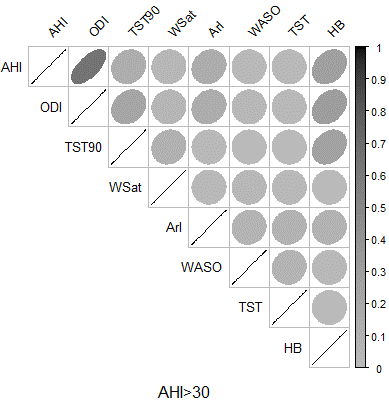 AHI ODI TST90 WSat ArI WASO TST HB
AHI
ODI
TST90
WSat
ArI
WASO
TST
HB
1
0.9
0.8
0.7
0.6
0.5
0.4
0.3
0.2
0.1
0
AHI>30